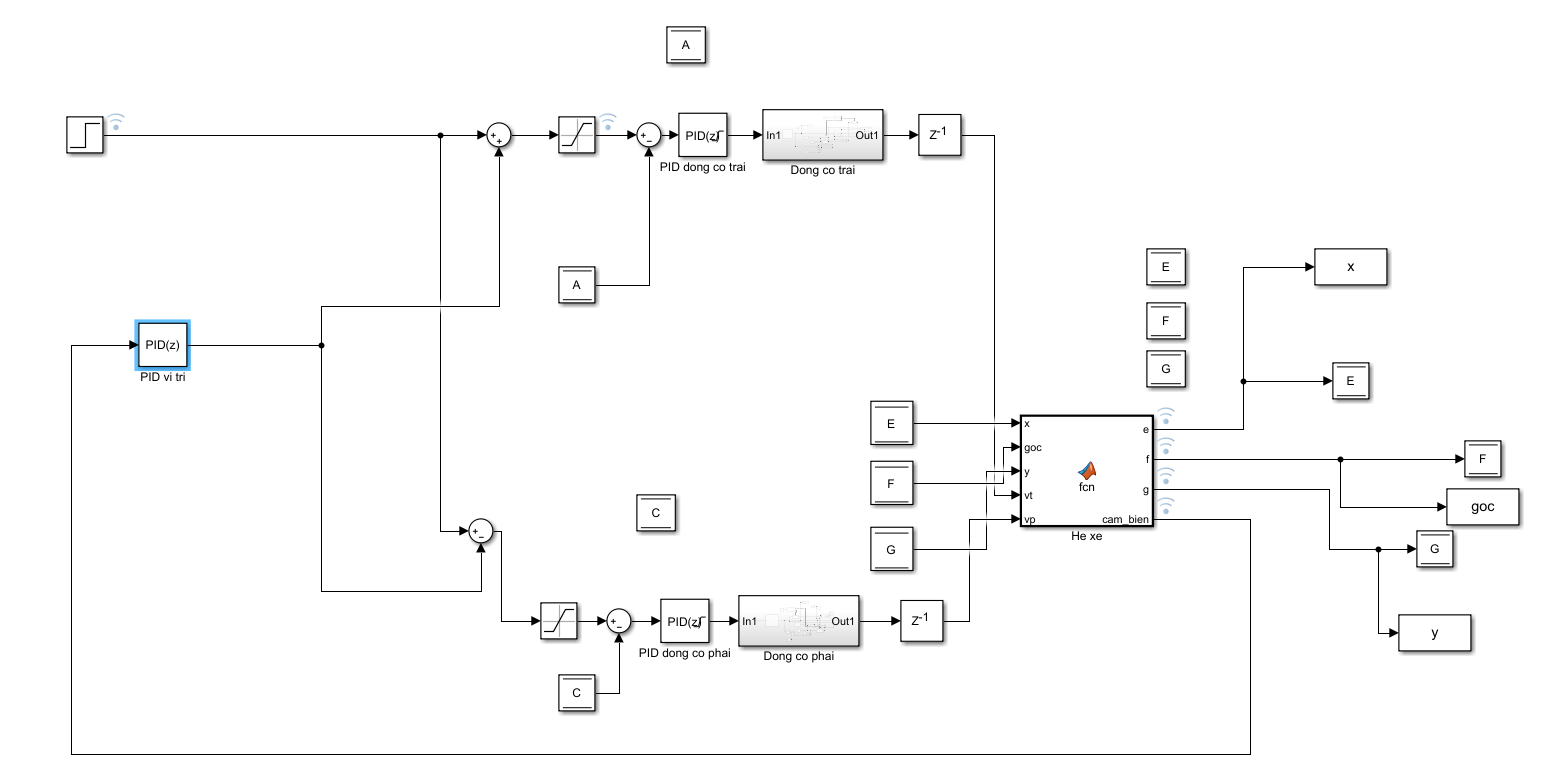 A
+
+
+
−
PID(z)
In1
Out1
Z-1
PID dong co trai
Dong co trai
A
E
x
F
PID(z)
G
PID vi tri
E
E
x
e
goc
f
F
F
y
fcn
g
vt
goc
C
vp
cam_bien
+
−
He xe
G
G
+
−
PID(z)
In1
Out1
Z-1
y
PID dong co phai
Dong co phai
C